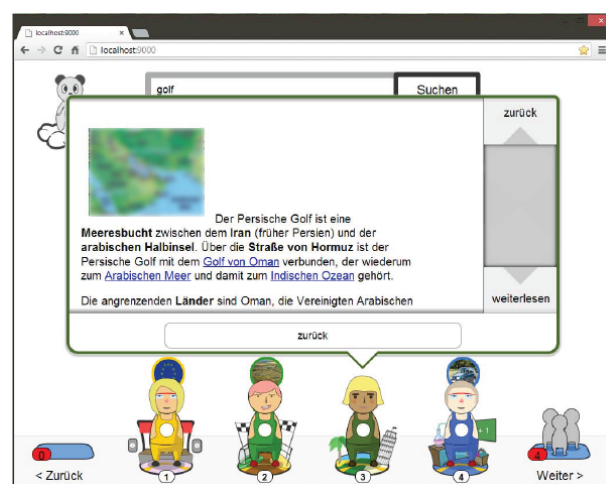 localhost:9000
localhost:9000
golf
Suchen
zurück
Der Persische Golf ist eine
Meeresbucht zwischen dem Iran (früher Persien) und der
arabischen Halbinsel. Über die Straße von Hormuz ist der
Persische Golf mit dem Golf von Oman verbunden, der wiederum
zum Arabischen Meer und damit zum Indischen Ozean gehört.
Die angrenzenden Länder sind Oman, die Vereinigten Arabischen
weiterlesen
zurück
+ 1
0
1
2
3
4
4
< Zurück
Weiter >